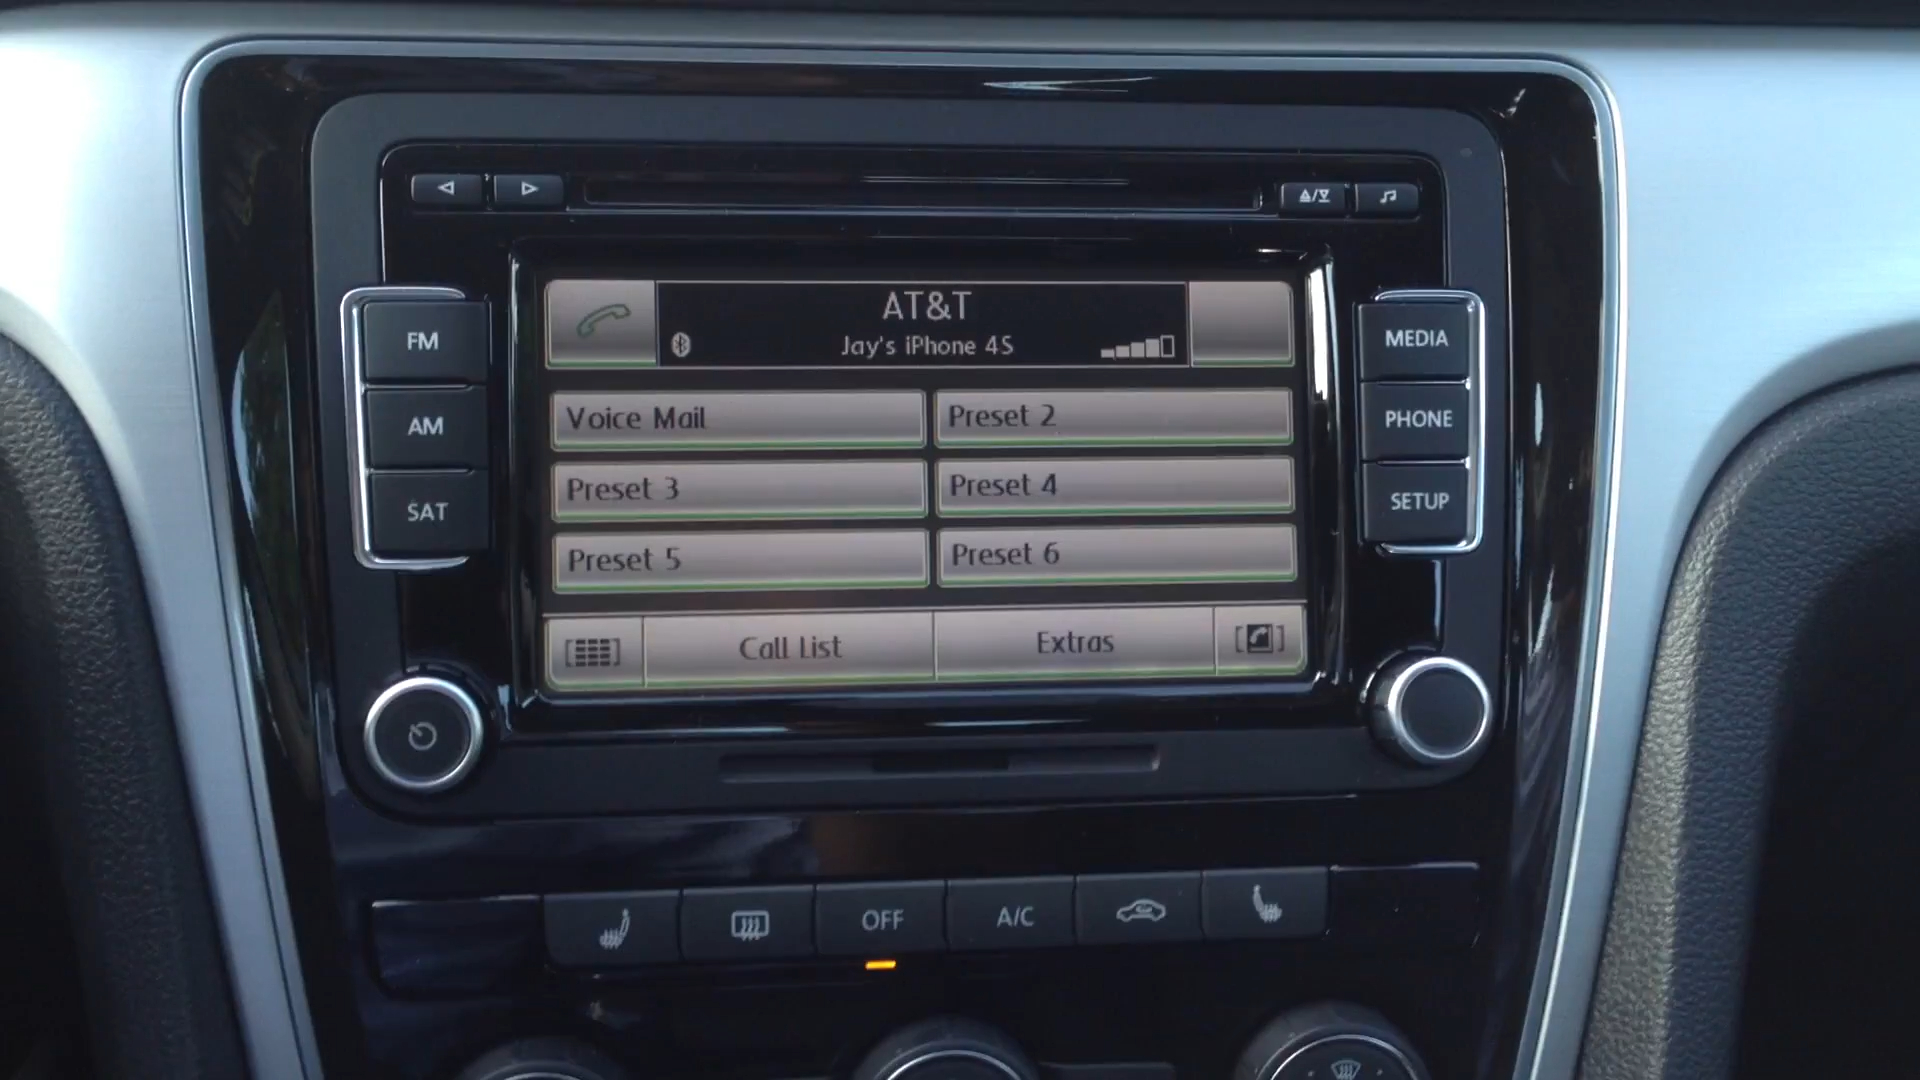 AT&T
Jay's iPhone 4S
FM
AM
SAT
MEDIA
PHONE
SETUP
Voice Mail
Preset 2
Preset 3
Preset 4
Preset 5
Preset 6
Call List
Extras
OFF
A/C